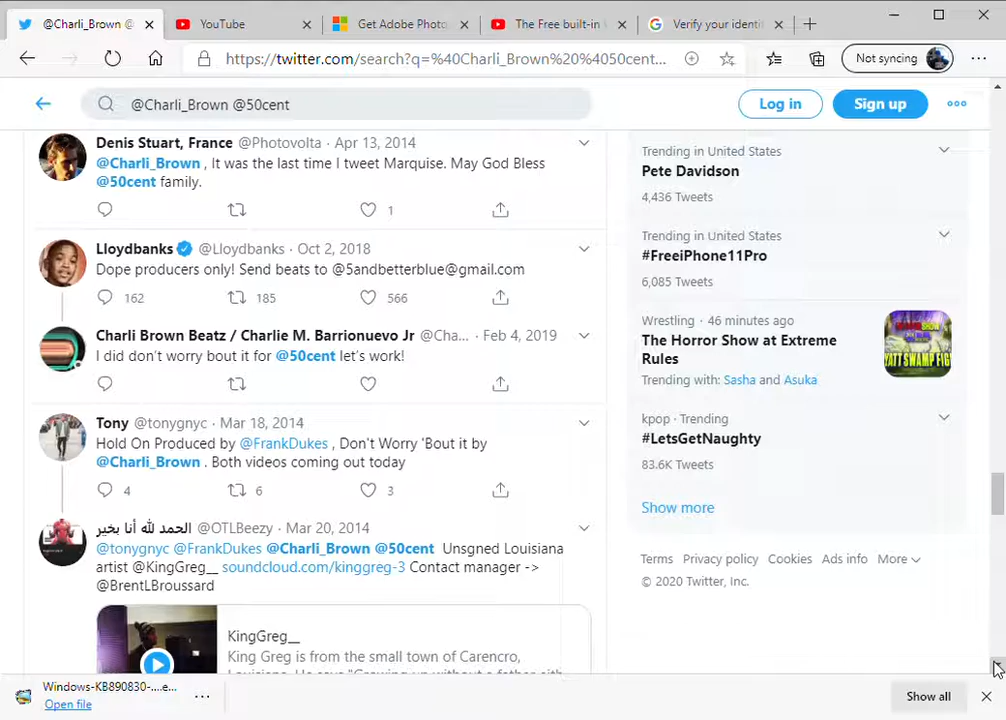 @Charli_Brown @
YouTube
Get Adobe Photo
The Free built-in
Verify your identi
https://twitter.com/search?q=%40Charli_Brown%20%4050cent...
Not syncing
@Charli_Brown @50cent
Log in
Sign up
Denis Stuart, France @Photovolta · Apr 13, 2014
@Charli_Brown , It was the last time I tweet Marquise. May God Bless
@50cent family.
1
Lloydbanks @Lloydbanks · Oct 2, 2018
Dope producers only! Send beats to @5andbetterblue@gmail.com
162 185 566
Charli Brown Beatz / Charlie M. Barrionuevo Jr @Cha... · Feb 4, 2019
I did don't worry bout it for @50cent let's work!
Tony @tonygnyc · Mar 18, 2014
Hold On Produced by @FrankDukes , Don't Worry 'Bout it by
@Charli_Brown . Both videos coming out today
4 6 3
الحمد لله أنا بخير @OTLBeezy · Mar 20, 2014
@tonygnyc @FrankDukes @Charli_Brown @50cent Unsgned Louisiana
artist @KingGreg__ soundcloud.com/kinggreg-3 Contact manager ->
@BrentLBroussard
KingGreg__
King Greg is from the small town of Carencro,
Trending in United States
Pete Davidson
4,436 Tweets
Trending in United States
#FreeiPhone11Pro
6,085 Tweets
Wrestling · 46 minutes ago
The Horror Show at Extreme
Rules
Trending with: Sasha and Asuka
kpop · Trending
#LetsGetNaughty
83.6K Tweets
Show more
Terms Privacy policy Cookies Ads info More
© 2020 Twitter, Inc.
Windows-KB890830-....e...
Open file
Show all